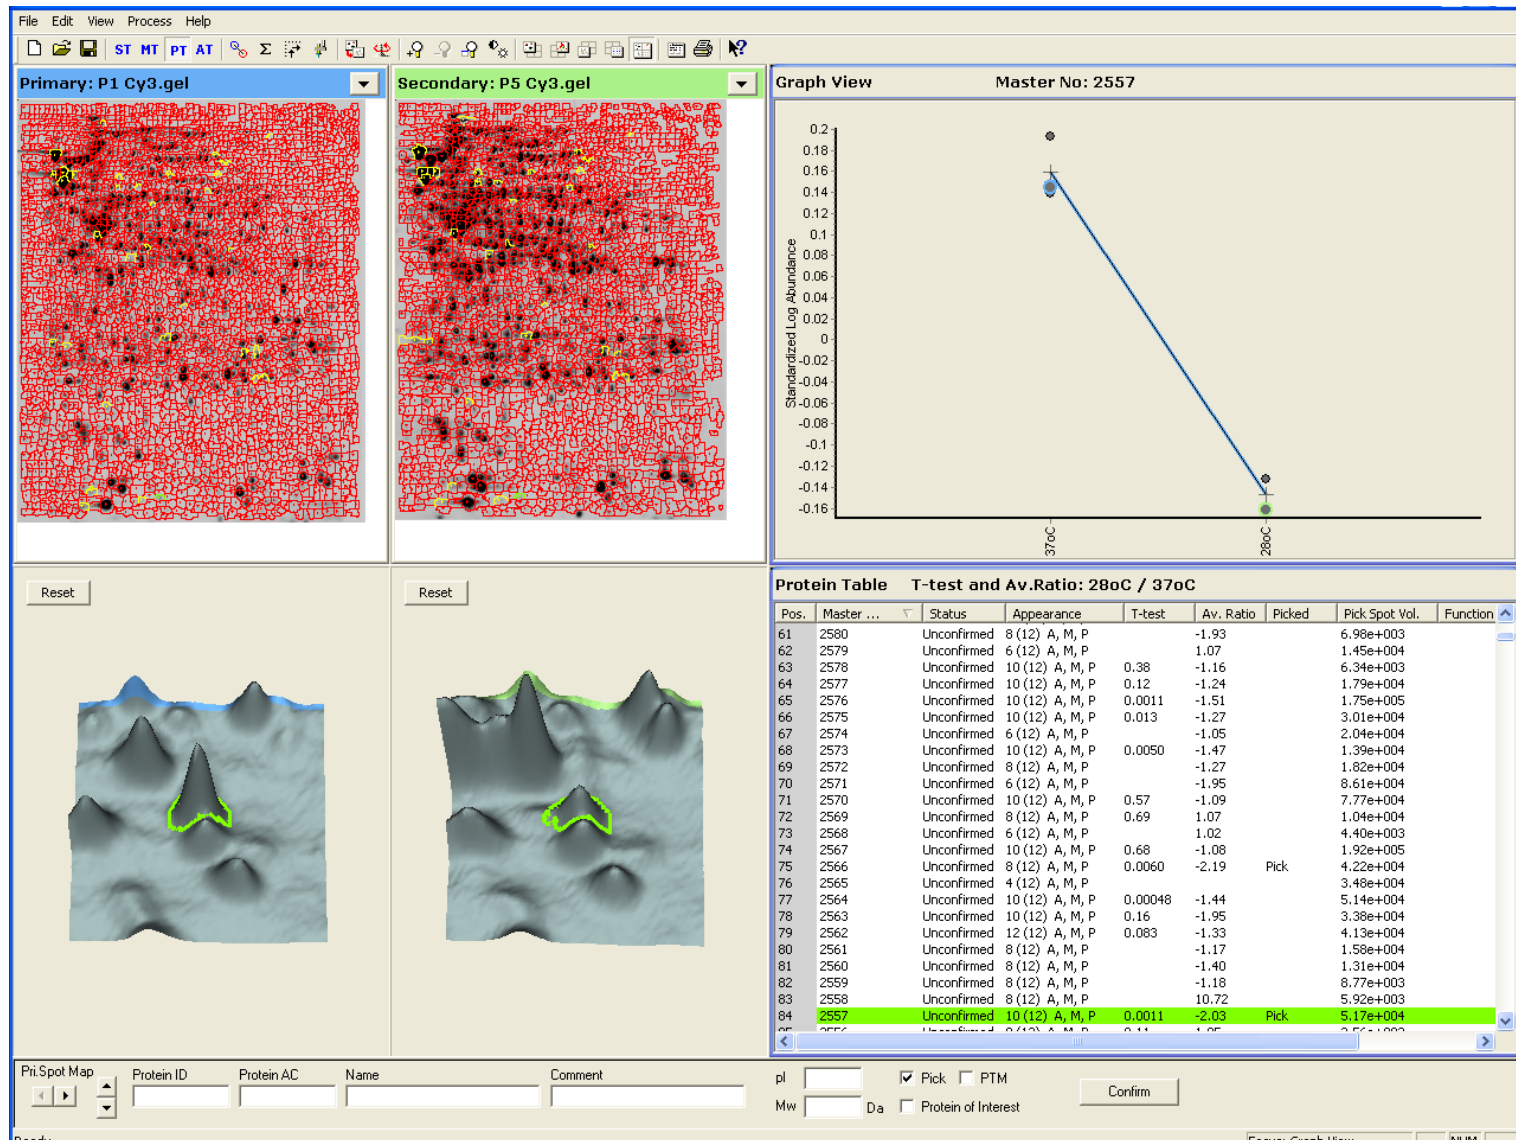 File Edit View Process Help
ST MT PT AT Σ
Primary: P1 Cy3.gel
Secondary: P5 Cy3.gel
Graph View Master No: 2557
Standardized Log Abundance
0.2
0.18
0.16
0.14
0.12
0.1
0.08
0.06
0.04
0.02
0
-0.02
-0.04
-0.06
-0.08
-0.1
-0.12
-0.14
-0.16
37oC
28oC
Reset
Reset
Protein Table T-test and Av.Ratio: 28oC / 37oC
Pos. Master ... Status Appearance T-test Av. Ratio Picked Pick Spot Vol. Function
61 2580 Unconfirmed 8 (12) A, M, P -1.93 6.98e+003
62 2579 Unconfirmed 6 (12) A, M, P 1.07 1.45e+004
63 2578 Unconfirmed 10 (12) A, M, P 0.38 -1.16 6.34e+003
64 2577 Unconfirmed 10 (12) A, M, P 0.12 -1.24 1.79e+004
65 2576 Unconfirmed 10 (12) A, M, P 0.0011 -1.51 1.75e+005
66 2575 Unconfirmed 10 (12) A, M, P 0.013 -1.27 3.01e+004
67 2574 Unconfirmed 6 (12) A, M, P -1.05 2.04e+004
68 2573 Unconfirmed 10 (12) A, M, P 0.0050 -1.47 1.39e+004
69 2572 Unconfirmed 8 (12) A, M, P -1.27 1.82e+004
70 2571 Unconfirmed 6 (12) A, M, P -1.95 8.61e+004
71 2570 Unconfirmed 10 (12) A, M, P 0.57 -1.09 7.77e+004
72 2569 Unconfirmed 8 (12) A, M, P 0.69 1.07 1.04e+004
73 2568 Unconfirmed 6 (12) A, M, P 1.02 4.40e+003
74 2567 Unconfirmed 10 (12) A, M, P 0.68 -1.08 1.92e+005
75 2566 Unconfirmed 8 (12) A, M, P 0.0060 -2.19 Pick 4.22e+004
76 2565 Unconfirmed 4 (12) A, M, P 3.48e+004
77 2564 Unconfirmed 10 (12) A, M, P 0.00048 -1.44 5.14e+004
78 2563 Unconfirmed 10 (12) A, M, P 0.16 -1.95 3.38e+004
79 2562 Unconfirmed 12 (12) A, M, P 0.083 -1.33 4.13e+004
80 2561 Unconfirmed 8 (12) A, M, P -1.17 1.58e+004
81 2560 Unconfirmed 8 (12) A, M, P -1.40 1.31e+004
82 2559 Unconfirmed 8 (12) A, M, P -1.18 8.77e+003
83 2558 Unconfirmed 8 (12) A, M, P 10.72 5.92e+003
84 2557 Unconfirmed 10 (12) A, M, P 0.0011 -2.03 Pick 5.17e+004
Pri.Spot Map Protein ID Protein AC Name Comment
pI Pick PTM
Confirm
Mw Da Protein of Interest